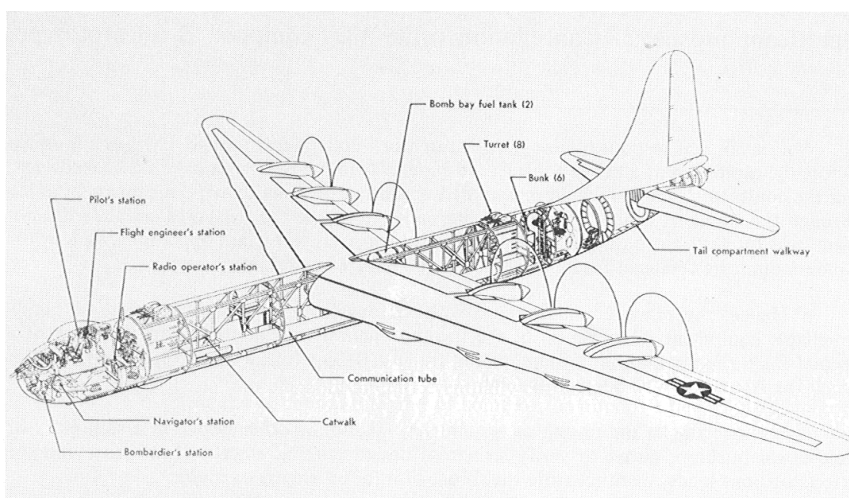 Bomb bay fuel tank (2)
Turret (8)
Bunk (6)
Pilot's station
Flight engineer's station
Radio operator's station
Tail compartment walkway
Communication tube
Navigator's station
Catwalk
Bombardier's station